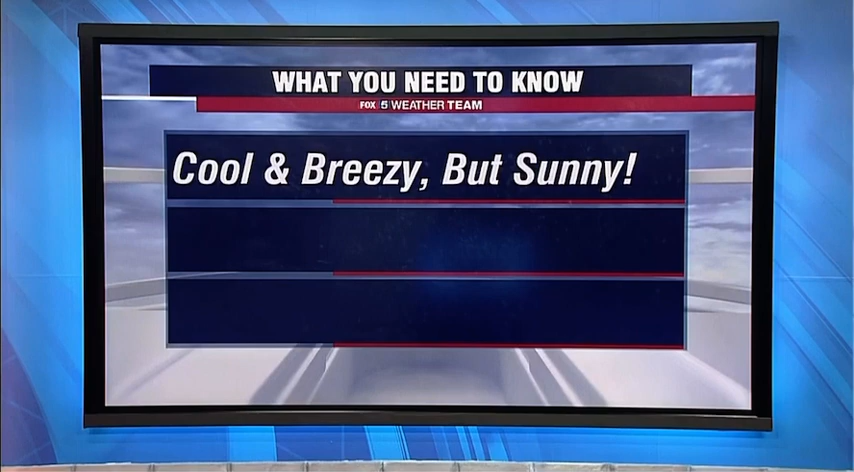 WHAT YOU NEED TO KNOW
FOX 5 WEATHER TEAM
Cool & Breezy, But Sunny!